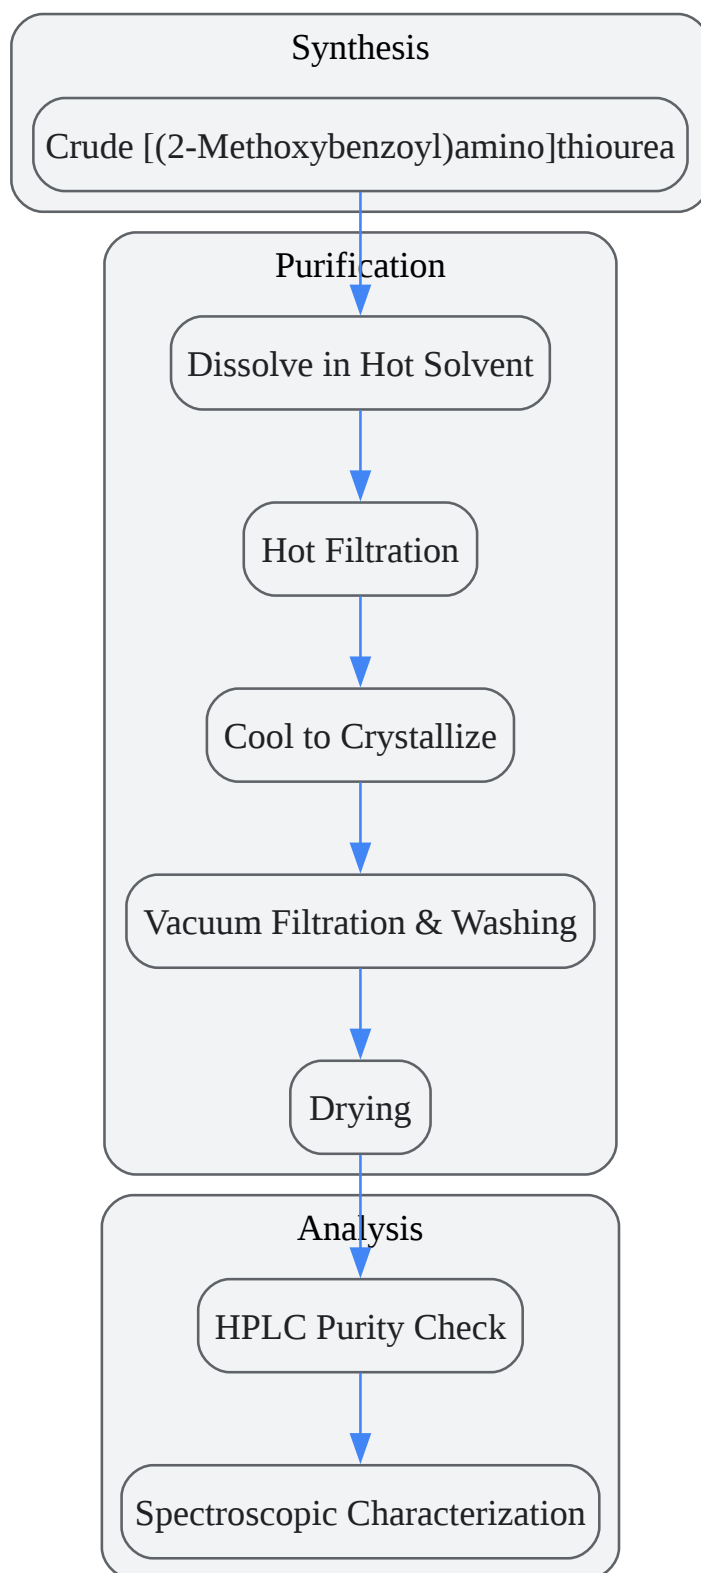 Synthesis
Crude [(2-Methoxybenzoyl)amino]thiourea
Purification
Dissolve in Hot Solvent
Hot Filtration
Cool to Crystallize
Vacuum Filtration & Washing
Drying
Analysis
HPLC Purity Check
Spectroscopic Characterization